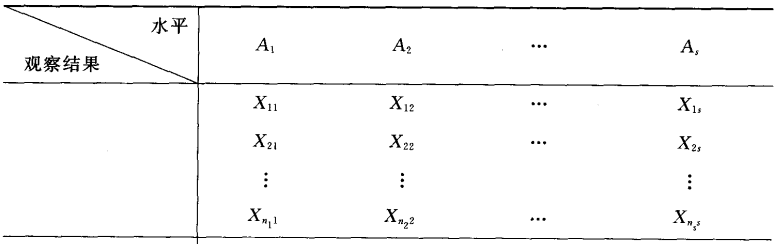 水平
观察结果
A₁ A₂ … Aₛ
X₁₁ X₁₂ … X₁ₛ
X₂₁ X₂₂ … X₂ₛ
⋮ ⋮ ⋮
Xₙ₁1 Xₙ₂2 … Xₙₛs